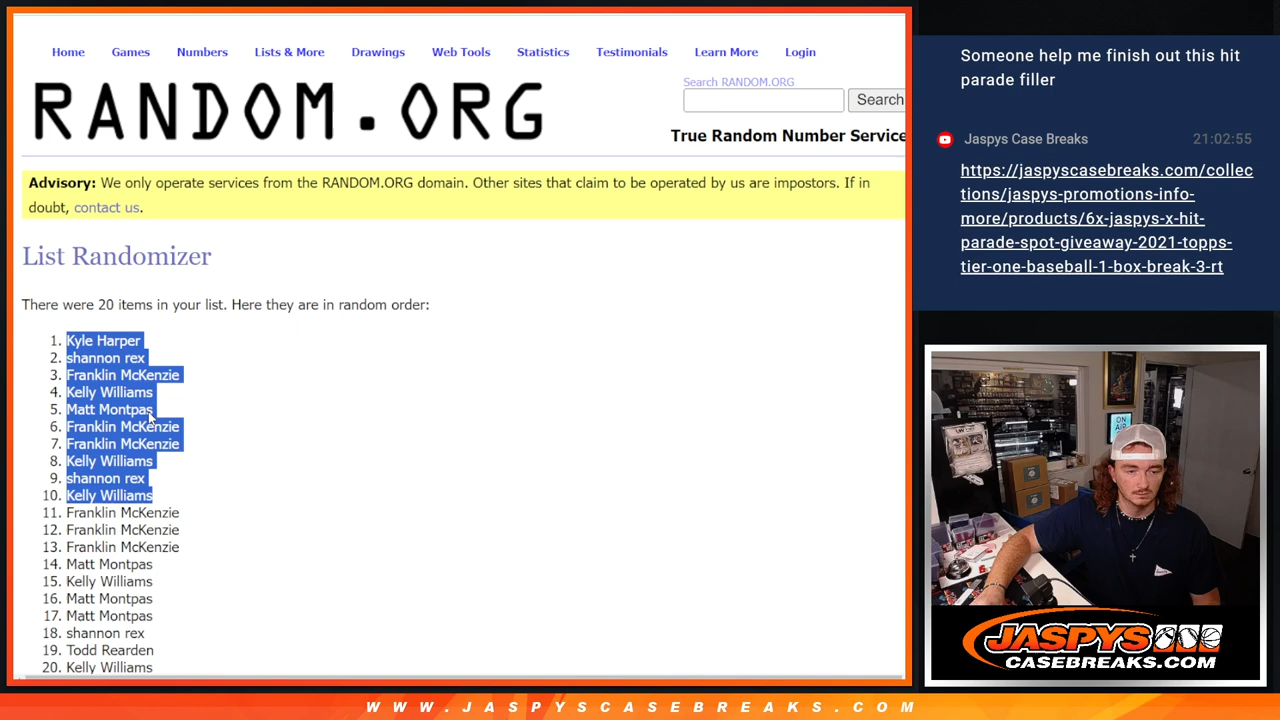 Home Games Numbers Lists & More Drawings Web Tools Statistics Testimonials Learn More Login
RANDOM.ORG
Search RANDOM.ORG
Search
True Random Number Service
Advisory: We only operate services from the RANDOM.ORG domain. Other sites that claim to be operated by us are impostors. If in
doubt, contact us.
List Randomizer
There were 20 items in your list. Here they are in random order:
1. Kyle Harper
2. shannon rex
3. Franklin McKenzie
4. Kelly Williams
5. Matt Montpas
6. Franklin McKenzie
7. Franklin McKenzie
8. Kelly Williams
9. shannon rex
10. Kelly Williams
11. Franklin McKenzie
12. Franklin McKenzie
13. Franklin McKenzie
14. Matt Montpas
15. Kelly Williams
16. Matt Montpas
17. Matt Montpas
18. shannon rex
19. Todd Rearden
20. Kelly Williams
Someone help me finish out this hit
parade filler
Jaspys Case Breaks 21:02:55
https://jaspyscasebreaks.com/collec
tions/jaspys-promotions-info-
more/products/6x-jaspys-x-hit-
parade-spot-giveaway-2021-topps-
tier-one-baseball-1-box-break-3-rt
ON
AIR
JASPYS
CASEBREAKS.COM
WWW.JASPYSCASEBREAKS.COM